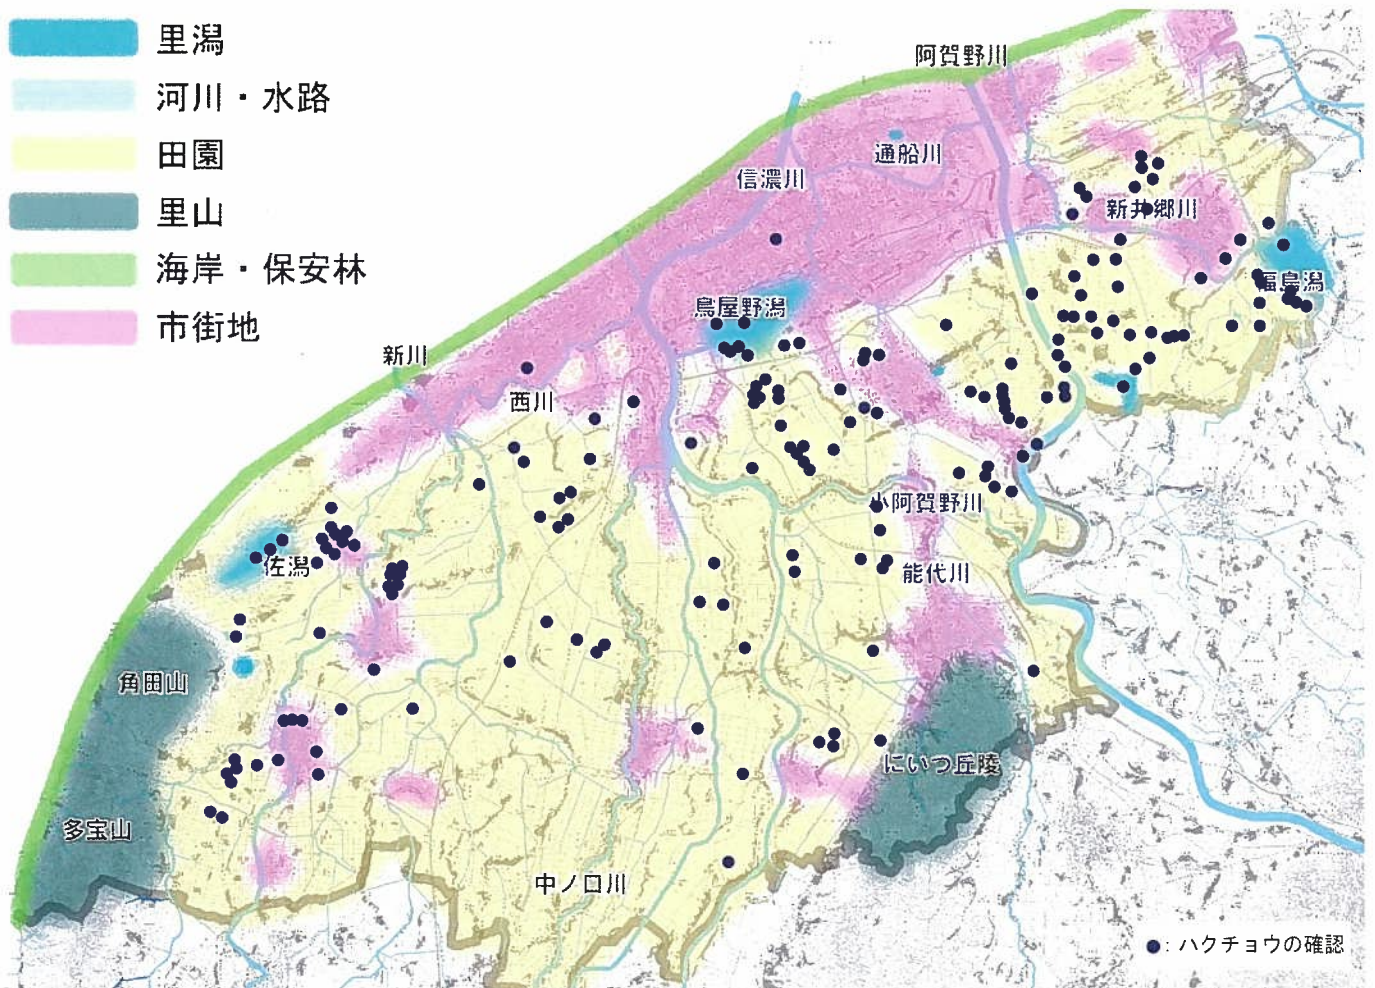 里潟
河川・水路
田園
里山
海岸・保安林
市街地
阿賀野川
通船川
信濃川
新井郷川
福島潟
鳥屋野潟
新川
西川
小阿賀野川
佐潟
能代川
角田山
にいつ丘陵
多宝山
中ノ口川
●：ハクチョウの確認